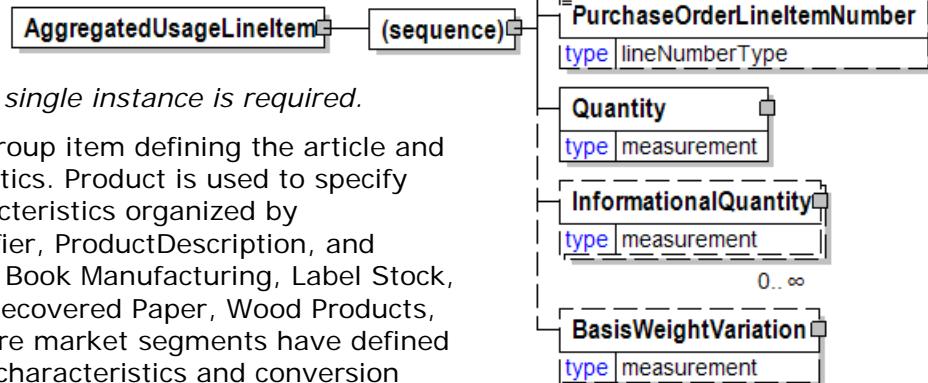 AggregatedUsageLineItem
(sequence)
PurchaseOrderLineItemNumber
type lineNumberType
Quantity
type measurement
InformationalQuantity
type measurement
0..∞
BasisWeightVariation
type measurement
single instance is required.
roup item defining the article and
tics. Product is used to specify
cteristics organized by
fier, ProductDescription, and
Book Manufacturing, Label Stock,
ecovered Paper, Wood Products,
re market segments have defined
characteristics and conversion